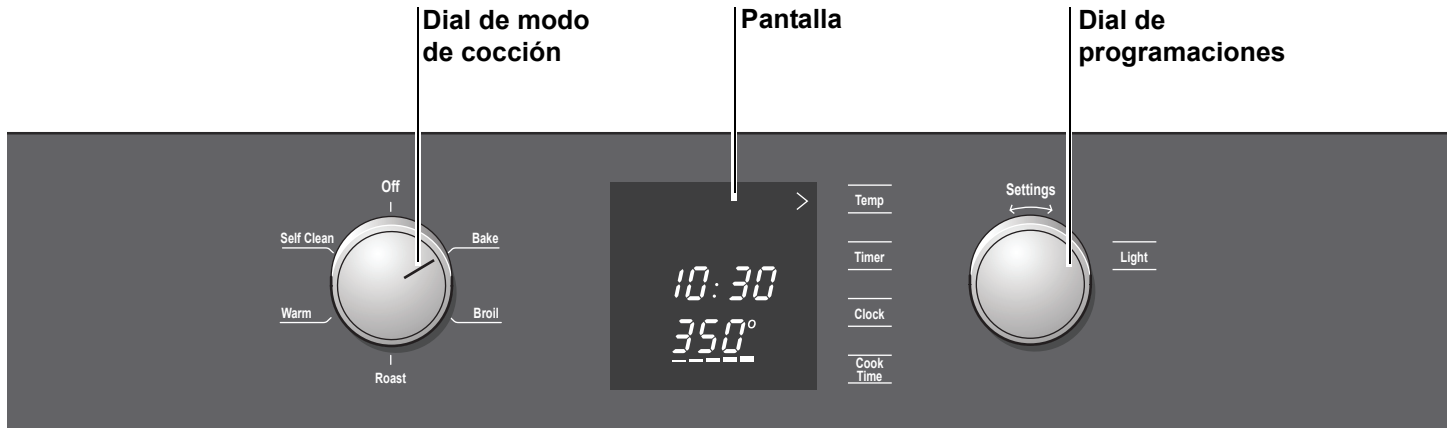 Dial de modo
de cocción
Pantalla
Dial de
programaciones
Off
Self Clean
Bake
Warm
Broil
Roast
>
10:30
350°
Temp
Timer
Clock
Cook
Time
Settings
Light